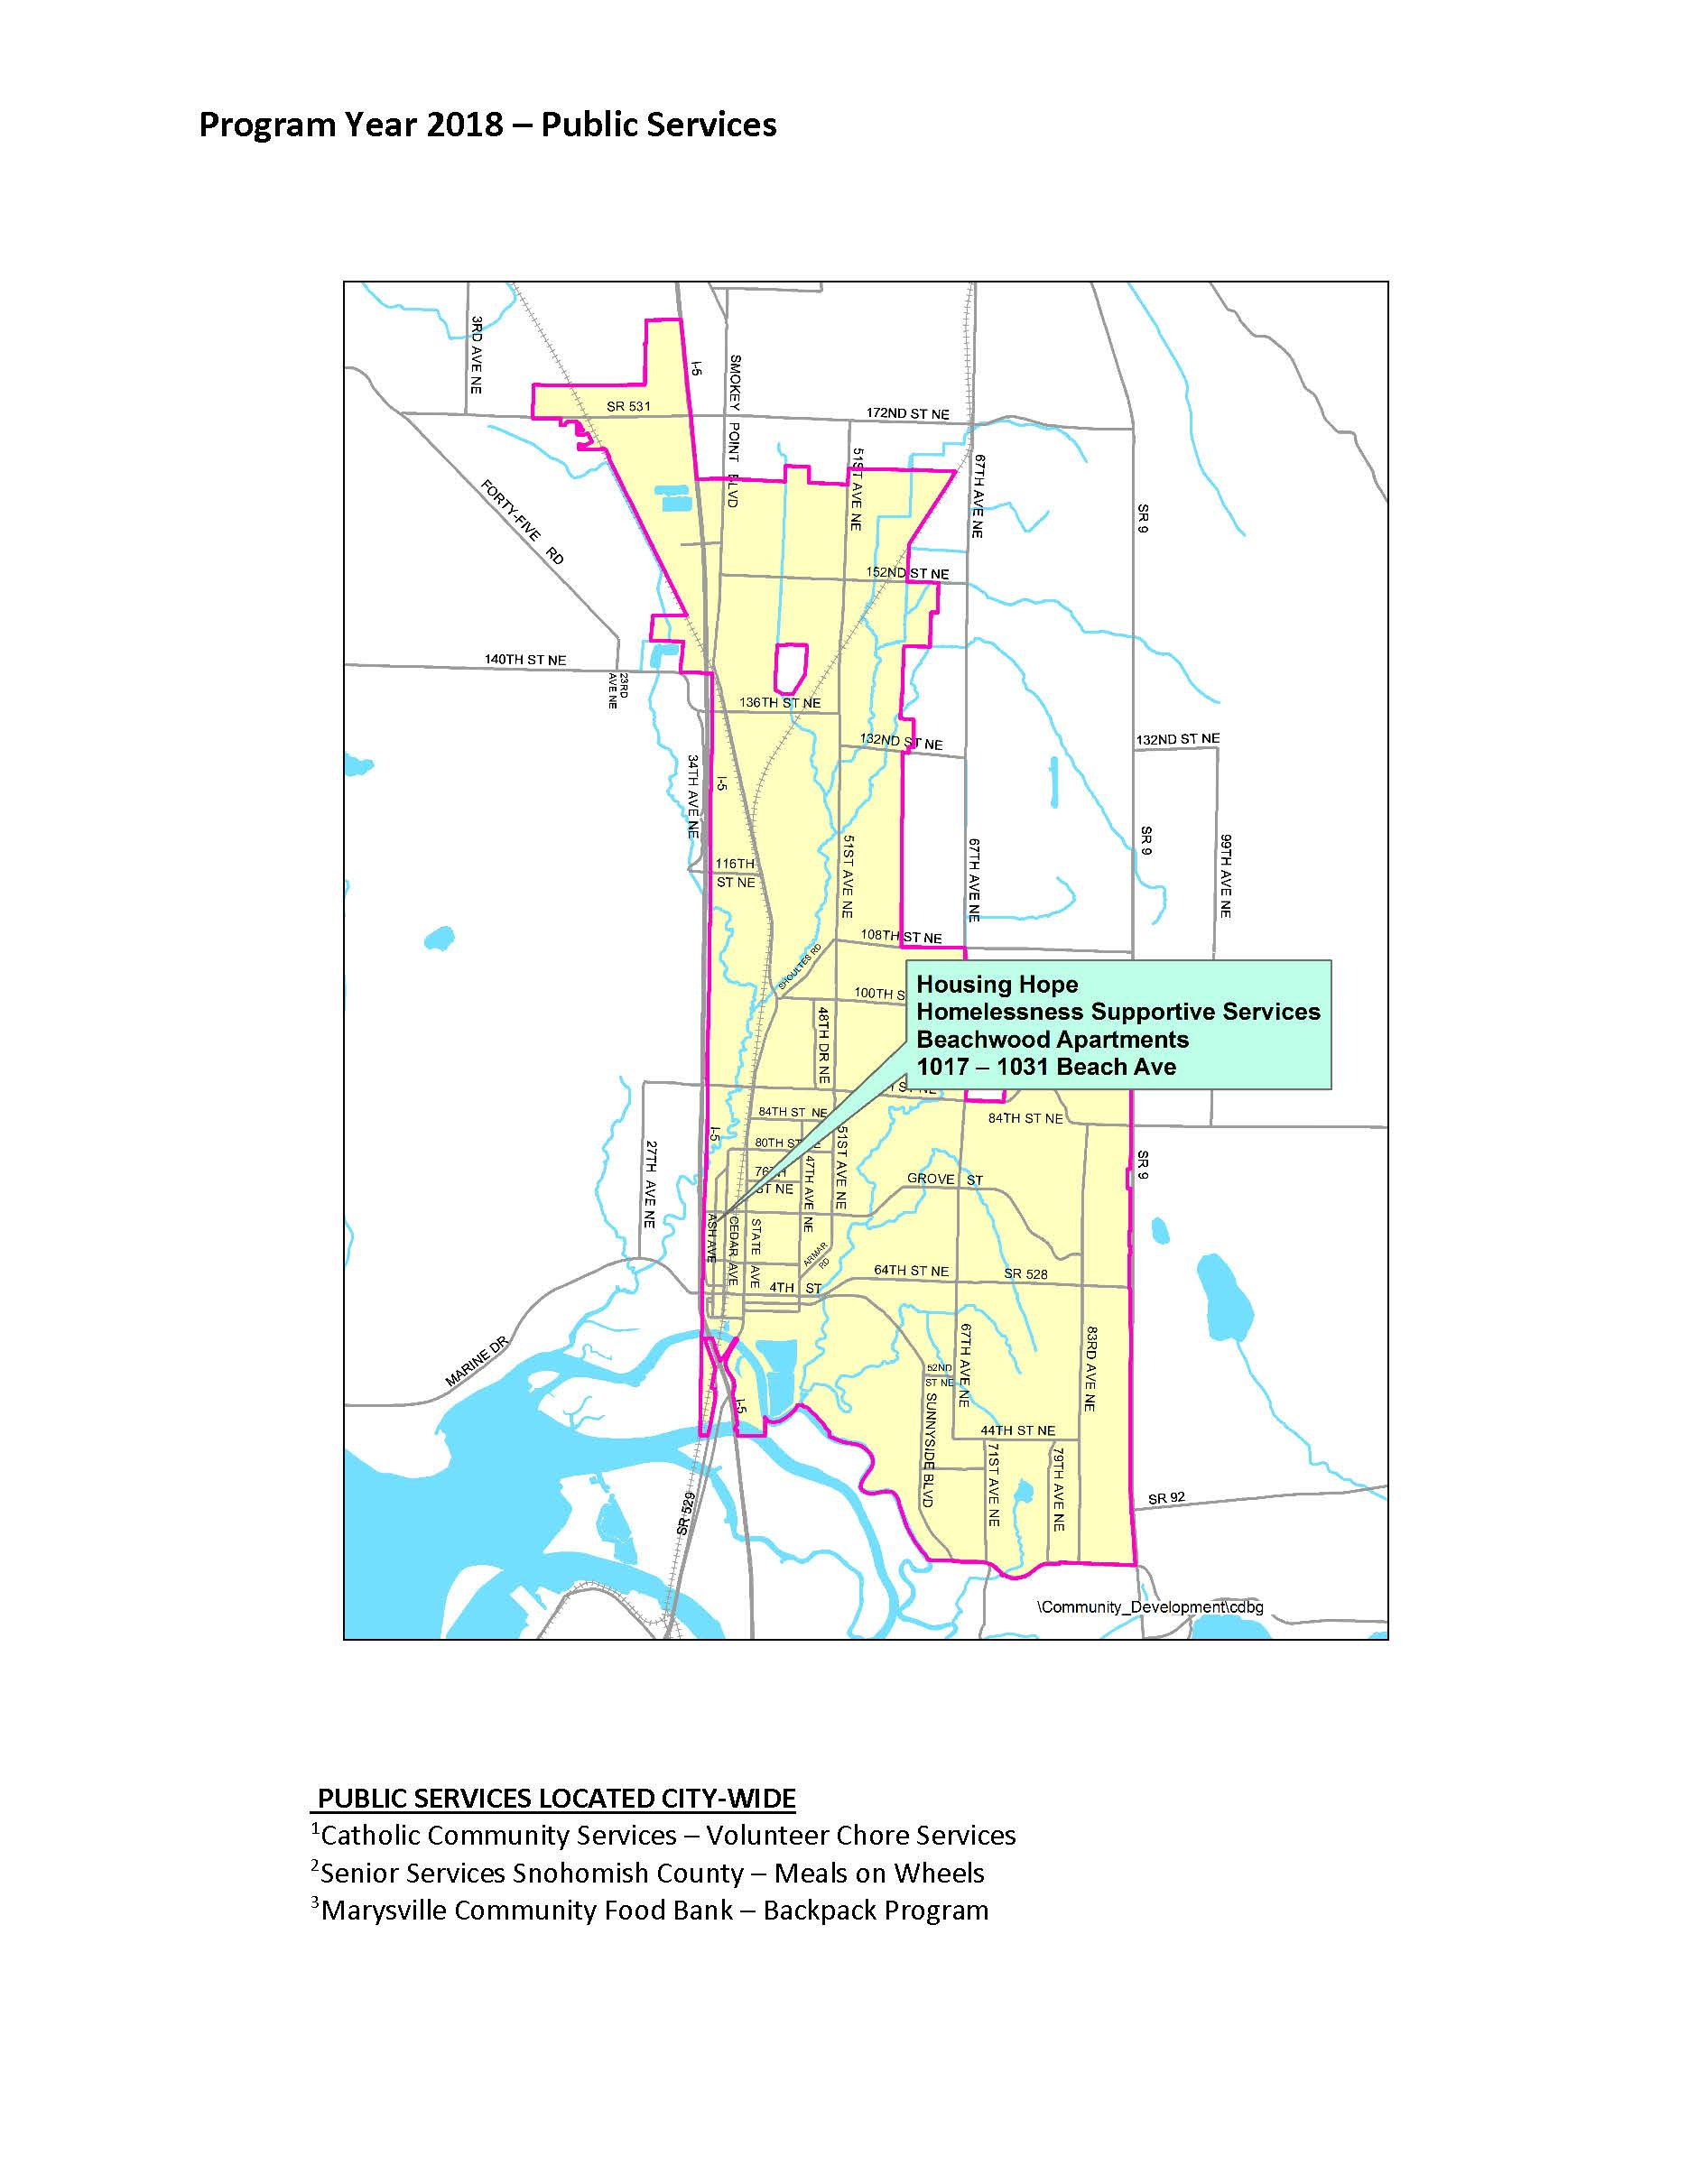 Program Year 2018 – Public Services
3RD AVE NE
I-5
SMOKEY POINT BLVD
SR 531
172ND ST NE
51ST AVE NE
67TH AVE NE
FORTY-FIVE RD
SR 9
152ND ST NE
140TH ST NE
23RD
AVE NE
136TH ST NE
132ND ST NE
132ND ST NE
34TH AVE NE
I-5
116TH
ST NE
51ST AVE NE
67TH AVE NE
SR 9
99TH AVE NE
108TH ST NE
SHOULTES RD
100TH S
Housing Hope
Homelessness Supportive Services
Beachwood Apartments
1017 – 1031 Beach Ave
48TH DR NE
84TH ST NE
84TH ST NE
I-5
80TH ST
51ST AVE NE
27TH AVE NE
76TH
ST NE
47TH AVE NE
GROVE ST
SR 9
ASH AVE
CEDAR AVE
STATE AVE
ARMAR
RD
64TH ST NE
SR 528
4TH ST
MARINE DR
67TH AVE NE
83RD AVE NE
52ND
ST NE
I-5
SUNNYSIDE BLVD
44TH ST NE
71ST AVE NE
79TH AVE NE
SR 92
SR 529
\Community_Development\cdbg
PUBLIC SERVICES LOCATED CITY-WIDE
1Catholic Community Services – Volunteer Chore Services
2Senior Services Snohomish County – Meals on Wheels
3Marysville Community Food Bank – Backpack Program